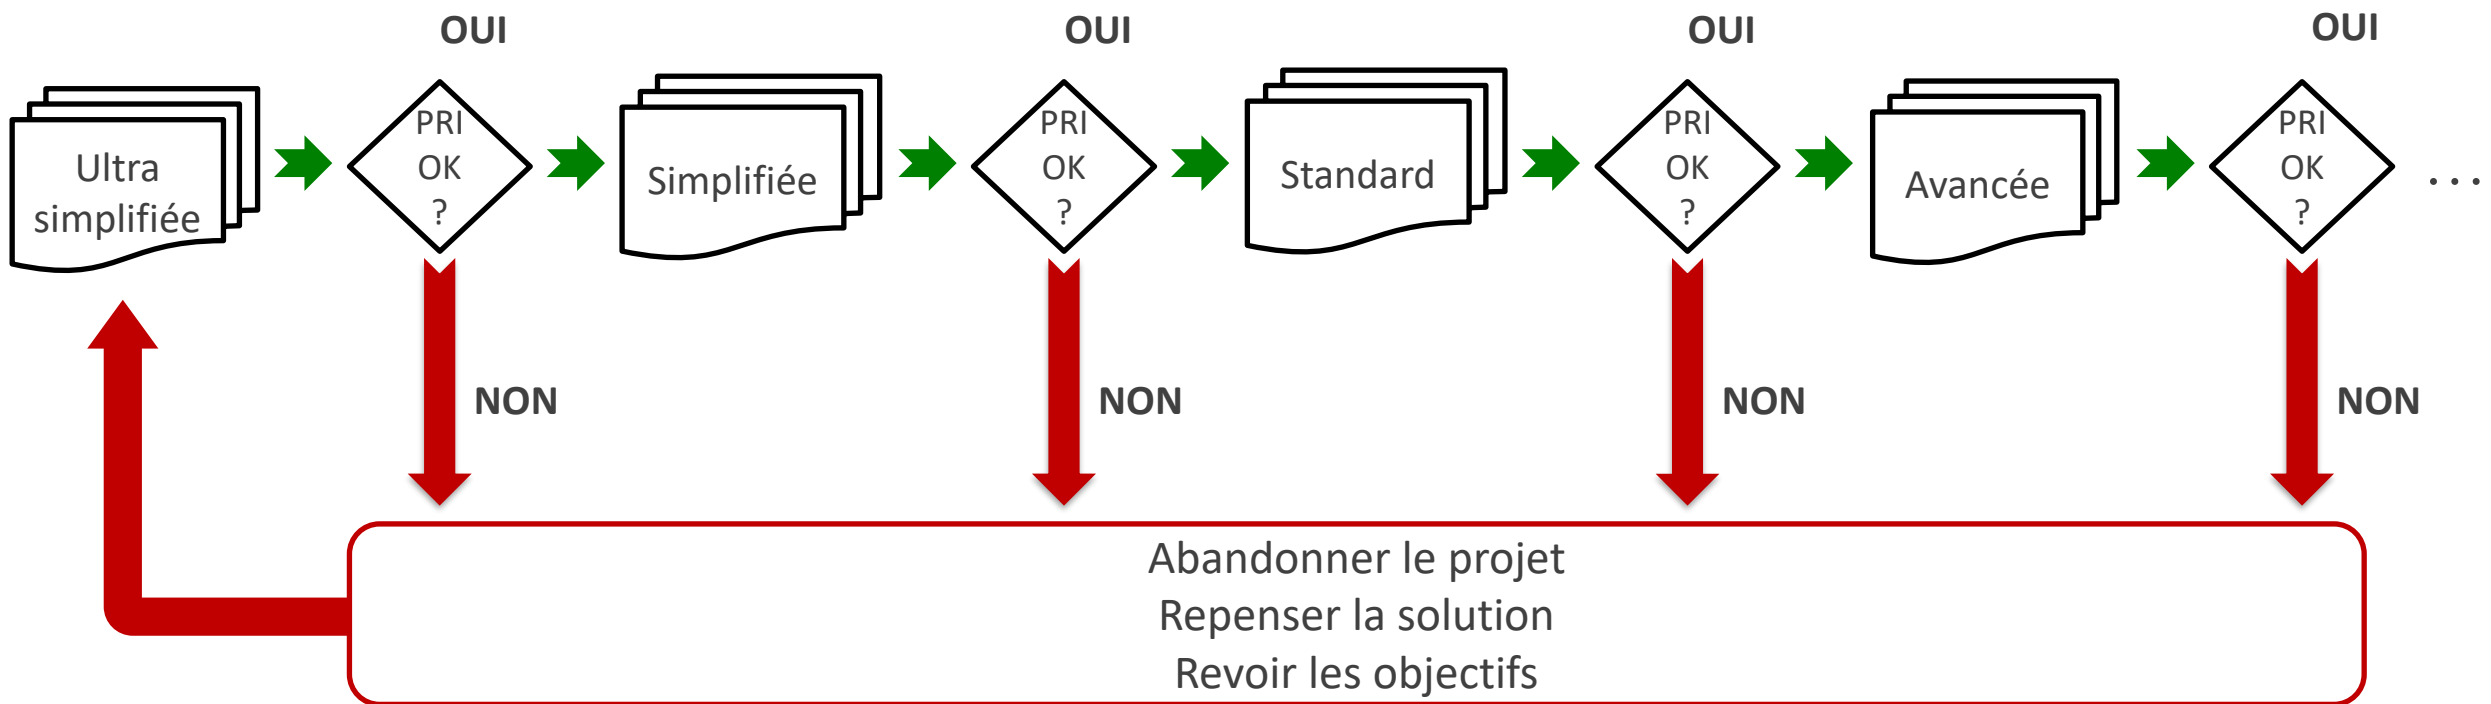 OUI
OUI
OUI
OUI
Ultra
simplifiée
PRI
OK
?
Simplifiée
PRI
OK
?
Standard
PRI
OK
?
Avancée
PRI
OK
?
...
NON
NON
NON
NON
Abandonner le projet
Repenser la solution
Revoir les objectifs